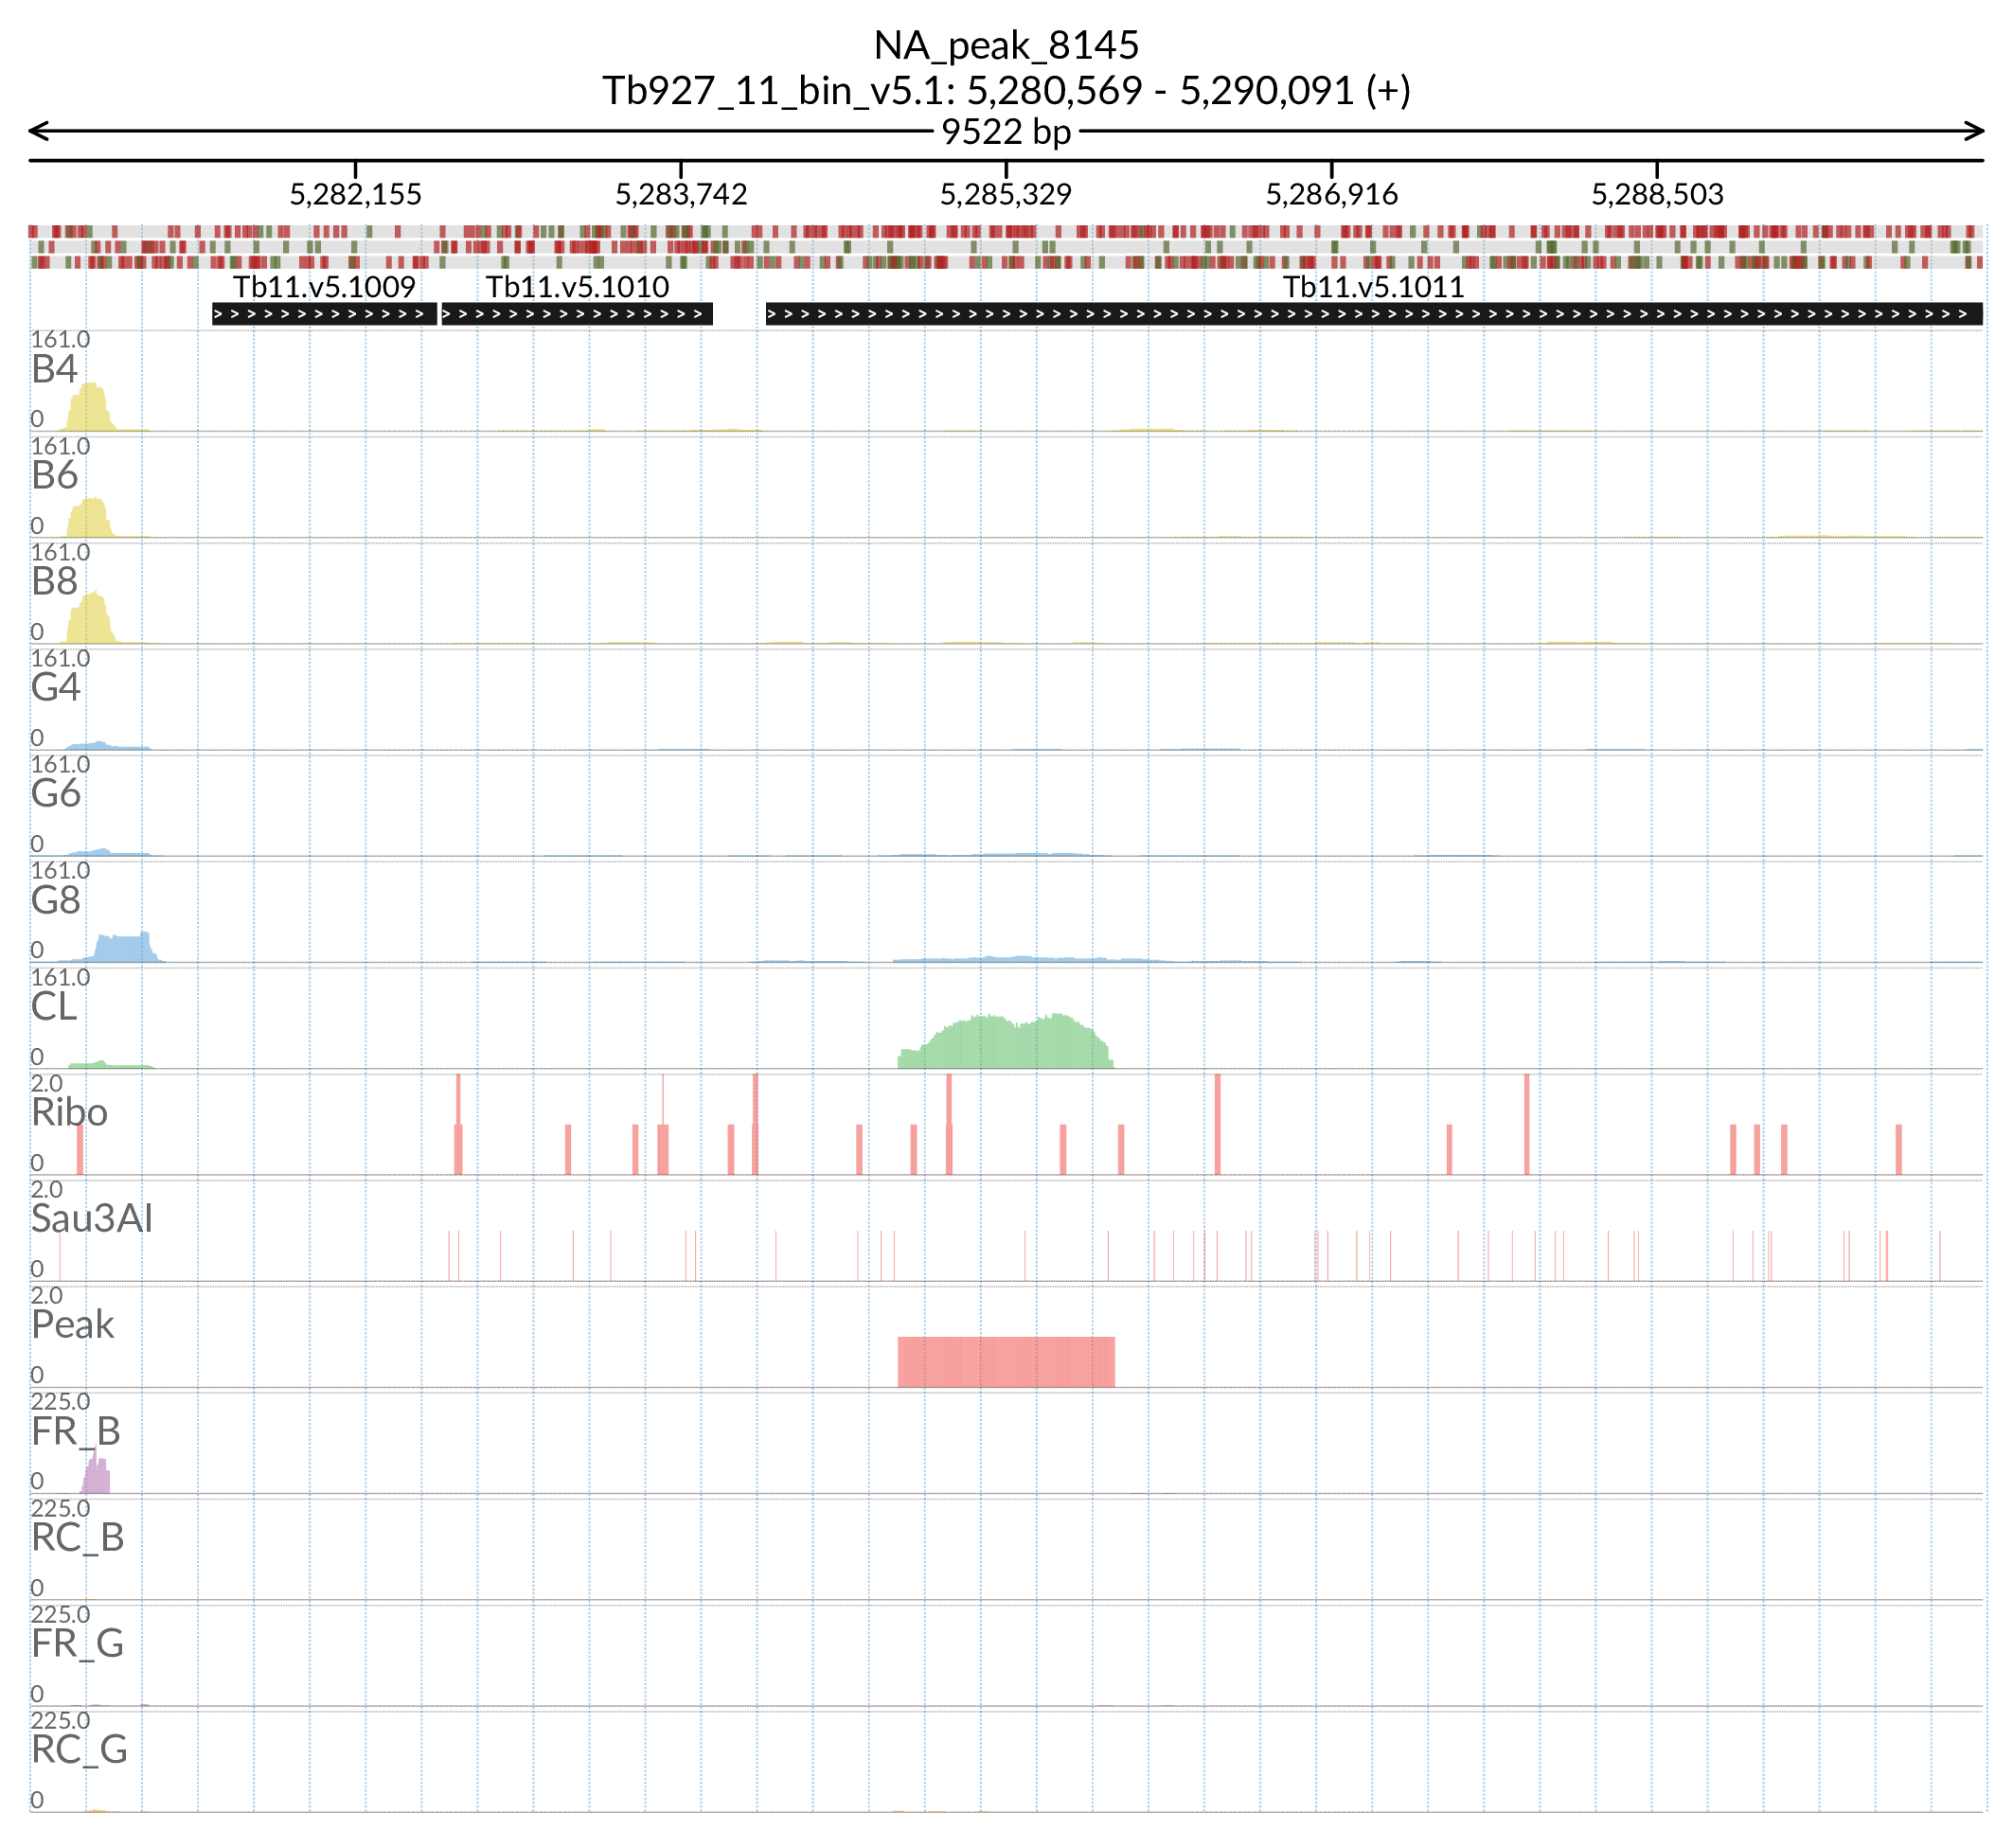 NA_peak_8145
Tb927_11_bin_v5.1: 5,280,569 - 5,290,091 (+)
9522 bp
5,282,155 5,283,742 5,285,329 5,286,916 5,288,503
Tb11.v5.1009 Tb11.v5.1010 Tb11.v5.1011
161.0
B4
0
161.0
B6
0
161.0
B8
0
161.0
G4
0
161.0
G6
0
161.0
G8
0
161.0
CL
0
2.0
Ribo
0
2.0
Sau3AI
0
2.0
Peak
0
225.0
FR_B
0
225.0
RC_B
0
225.0
FR_G
0
225.0
RC_G
0